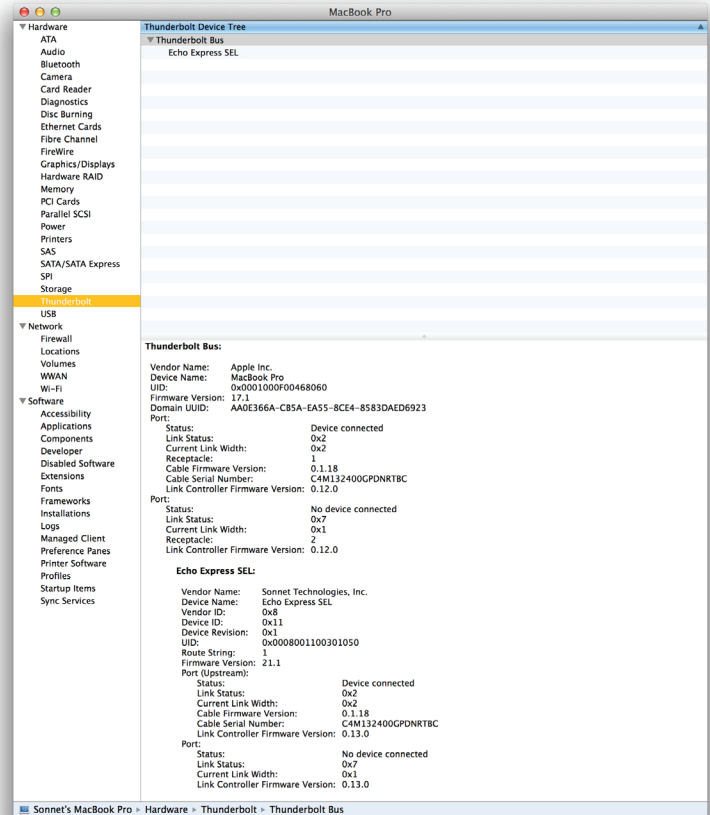 MacBook Pro
Hardware
ATA
Audio
Bluetooth
Camera
Card Reader
Diagnostics
Disc Burning
Ethernet Cards
Fibre Channel
FireWire
Graphics/Displays
Hardware RAID
Memory
PCI Cards
Parallel SCSI
Power
Printers
SAS
SATA/SATA Express
SPI
Storage
Thunderbolt
USB
Network
Firewall
Locations
Volumes
WWAN
Wi-Fi
Software
Accessibility
Applications
Components
Developer
Disabled Software
Extensions
Fonts
Frameworks
Installations
Logs
Managed Client
Preference Panes
Printer Software
Profiles
Startup Items
Sync Services
Thunderbolt Device Tree
Thunderbolt Bus
Echo Express SEL
Thunderbolt Bus:
Vendor Name: Apple Inc.
Device Name: MacBook Pro
UID: 0x0001000F00468060
Firmware Version: 17.1
Domain UUID: AA0E366A-CB5A-EA55-8CE4-8583DAED6923
Port:
Status: Device connected
Link Status: 0x2
Current Link Width: 0x2
Receptacle: 1
Cable Firmware Version: 0.1.18
Cable Serial Number: C4M132400GPDNRTBC
Link Controller Firmware Version: 0.12.0
Port:
Status: No device connected
Link Status: 0x7
Current Link Width: 0x1
Receptacle: 2
Link Controller Firmware Version: 0.12.0
Echo Express SEL:
Vendor Name: Sonnet Technologies, Inc.
Device Name: Echo Express SEL
Vendor ID: 0x8
Device ID: 0x11
Device Revision: 0x1
UID: 0x0008001100301050
Route String: 1
Firmware Version: 21.1
Port (Upstream):
Status: Device connected
Link Status: 0x2
Current Link Width: 0x2
Cable Firmware Version: 0.1.18
Cable Serial Number: C4M132400GPDNRTBC
Link Controller Firmware Version: 0.13.0
Port:
Status: No device connected
Link Status: 0x7
Current Link Width: 0x1
Link Controller Firmware Version: 0.13.0
Sonnet's MacBook Pro ▸ Hardware ▸ Thunderbolt ▸ Thunderbolt Bus